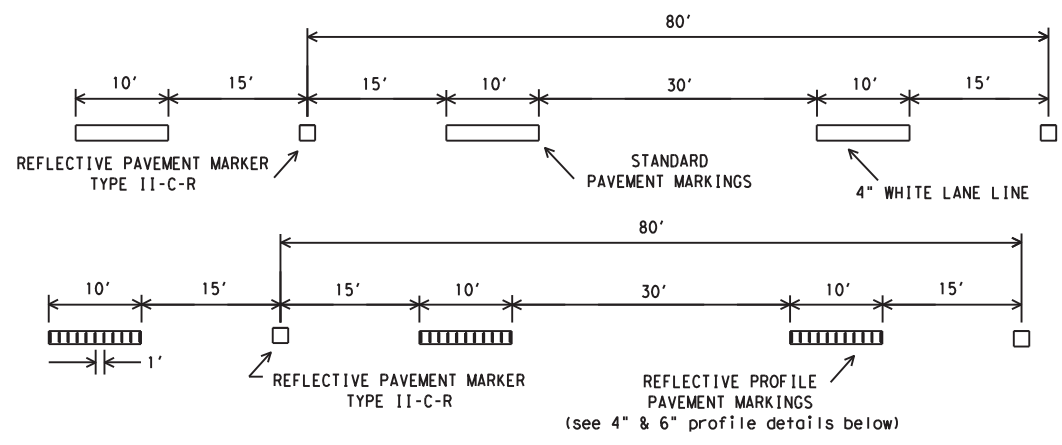 80'
10'
15'
15'
10'
30'
10'
15'
REFLECTIVE PAVEMENT MARKER
TYPE II-C-R
STANDARD
PAVEMENT MARKINGS
4" WHITE LANE LINE
80'
10'
15'
15'
10'
30'
10'
15'
1'
REFLECTIVE PAVEMENT MARKER
TYPE II-C-R
REFLECTIVE PROFILE
PAVEMENT MARKINGS
(see 4" & 6" profile details below)